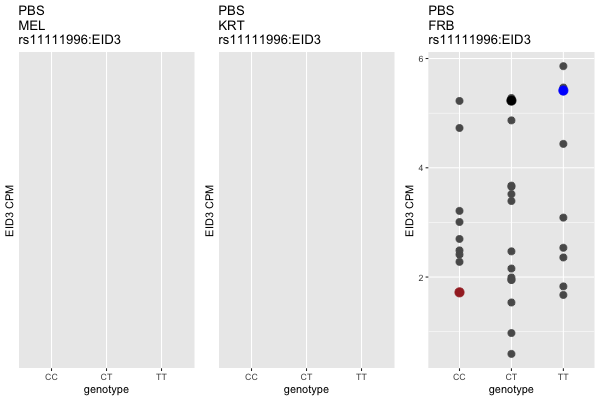 PBS
MEL
rs11111996:EID3
EID3 CPM
CC CT TT
genotype
PBS
KRT
rs11111996:EID3
EID3 CPM
CC CT TT
genotype
PBS
FRB
rs11111996:EID3
6
4
2
EID3 CPM
CC CT TT
genotype